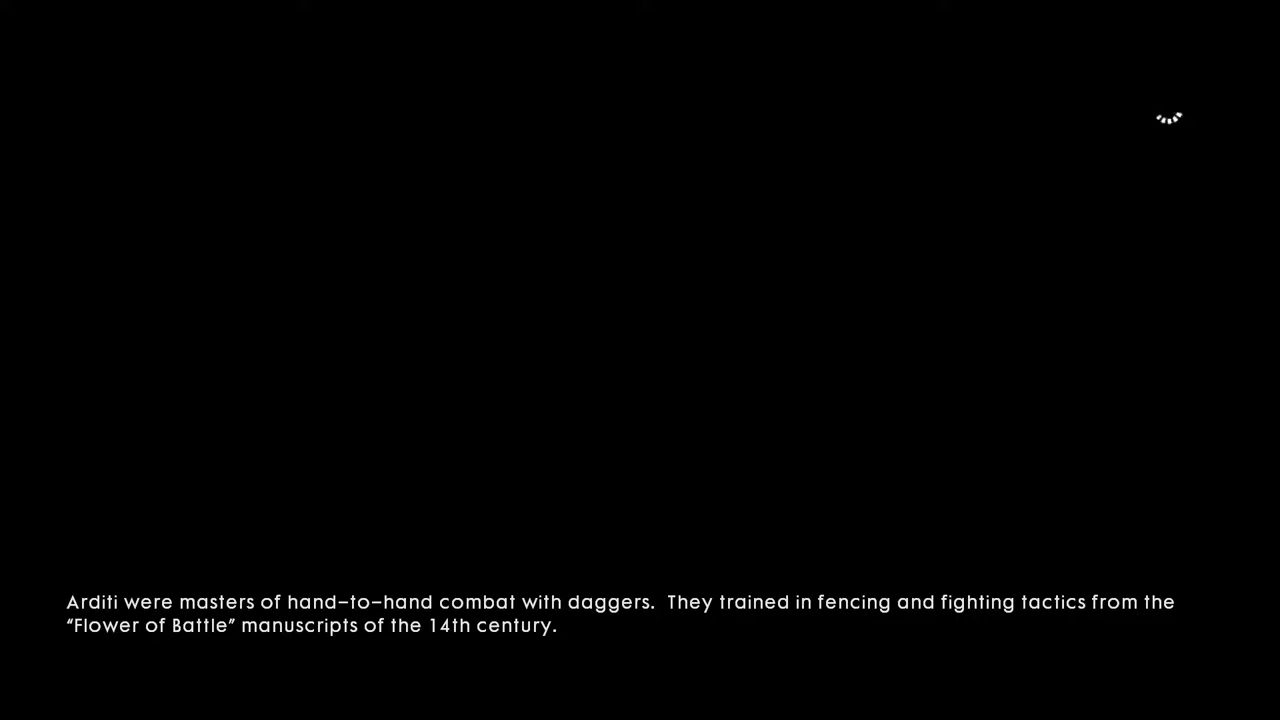 Arditi were masters of hand-to-hand combat with daggers.  They trained in fencing and fighting tactics from the
“Flower of Battle” manuscripts of the 14th century.